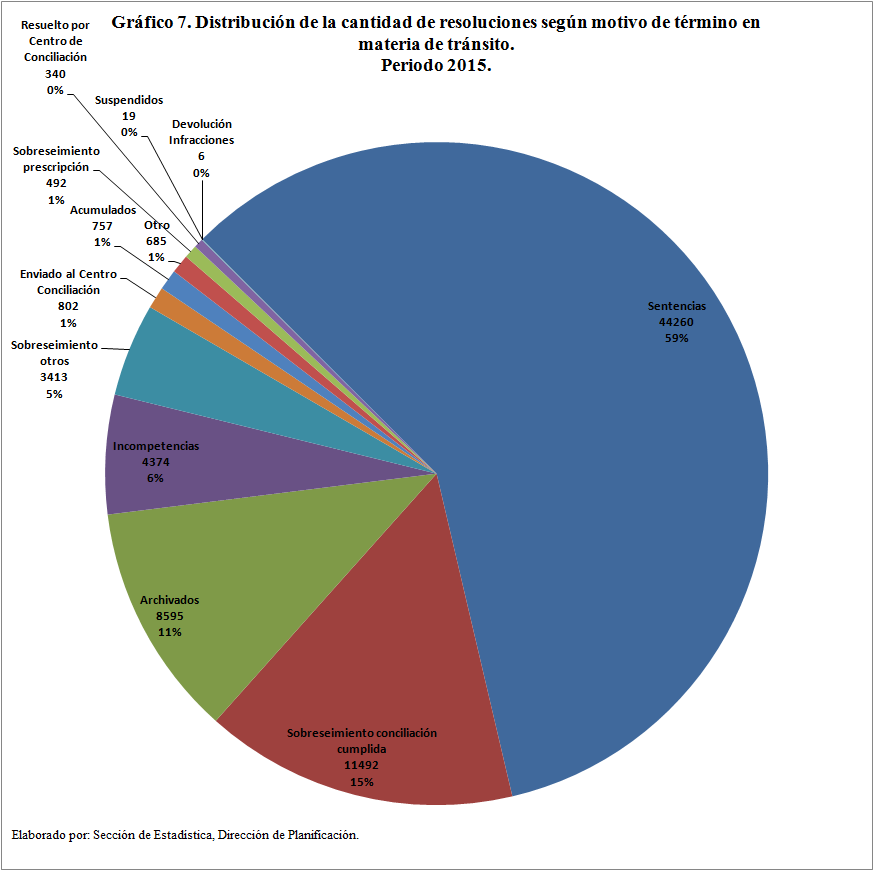 Gráfico 7. Distribución de la cantidad de resoluciones según motivo de término en
materia de tránsito.
Periodo 2015.
Resuelto por
Centro de
Conciliación
340
0%
Suspendidos
19
0%
Devolución
Infracciones
6
0%
Sobreseimiento
prescripción
492
1%
Acumulados
757
1%
Otro
685
1%
Enviado al Centro
Conciliación
802
1%
Sobreseimiento
otros
3413
5%
Sentencias
44260
59%
Incompetencias
4374
6%
Archivados
8595
11%
Sobreseimiento conciliación
cumplida
11492
15%
Elaborado por: Sección de Estadística, Dirección de Planificación.